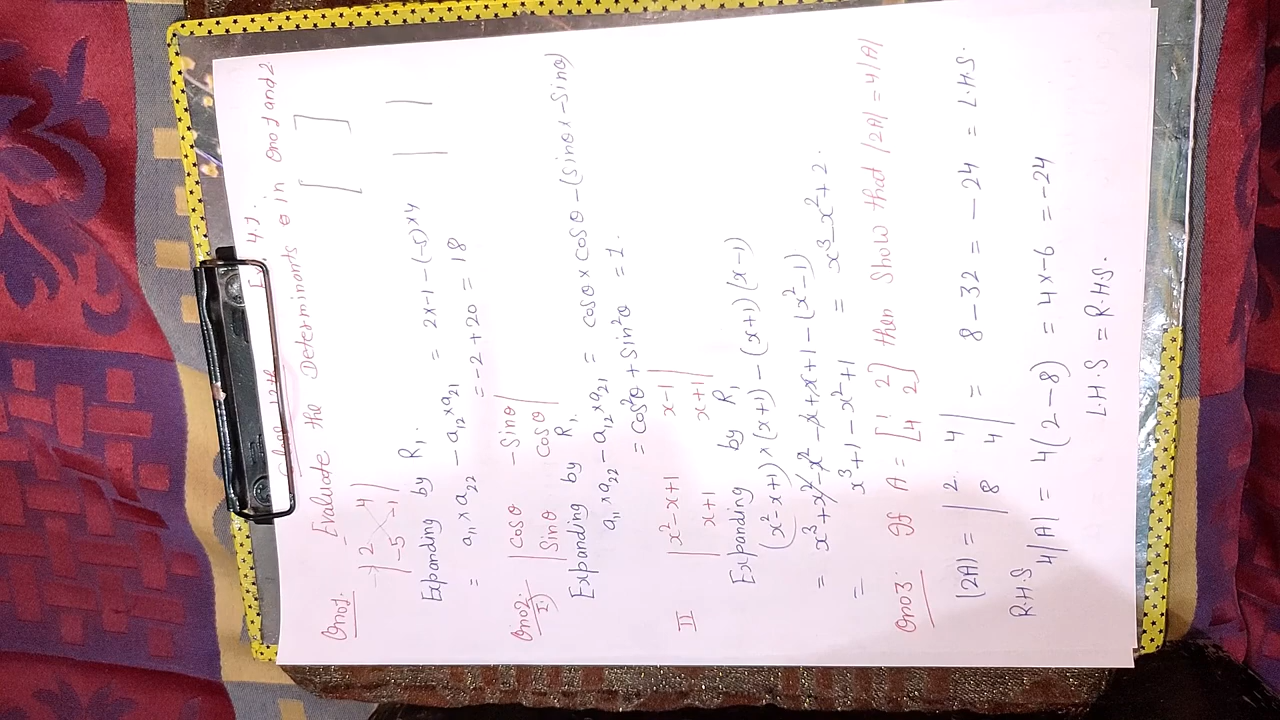 Class 12th Ex 4.1.
Qno1. Evaluate the Determinants in Qno 1 and 2.
| 2 4 |
| -5 -1 |
[ ] | |
Expanding by R₁.
= a₁₁ × a₂₂ - a₁₂ × a₂₁ = 2×-1 - (-5)×4
= -2 + 20 = 18
Qno2. I) | cosθ -sinθ |
| sinθ cosθ |
Expanding by R₁.
a₁₁ × a₂₂ - a₁₂ × a₂₁ = cosθ × cosθ - (sinθ × -sinθ)
= cos²θ + sin²θ = 1.
II | x²-x+1 x-1 |
| x+1 x+1 |
Expanding by R₁
(x²-x+1) × (x+1) - (x+1)(x-1)
= x³+x²-x²-x+x+1-(x²-1)
= x³+1-x²+1 = x³-x²+2.
Qno3. If A = [ 1 2 ] then show that |2A| = 4|A|
[ 4 2 ]
|2A| = | 2 4 | = 8-32 = -24 = L.H.S.
| 8 4 |
R.H.S
4|A| = 4(2-8) = 4×-6 = -24
L.H.S = R.H.S.